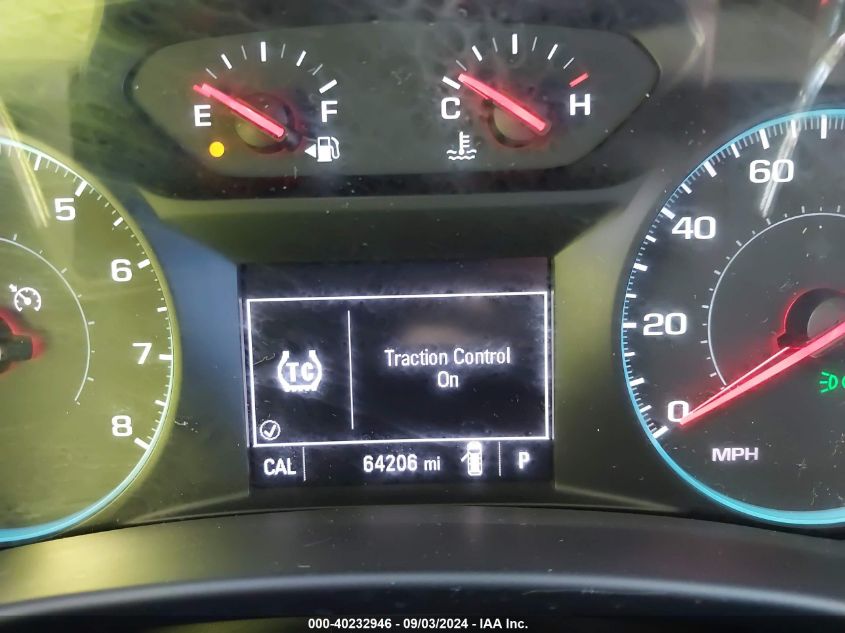 E F
C H
5
6
7
8
60
40
20
0
MPH
TC
Traction Control
On
CAL 64206 mi P
000-40232946 - 09/03/2024 - IAA Inc.